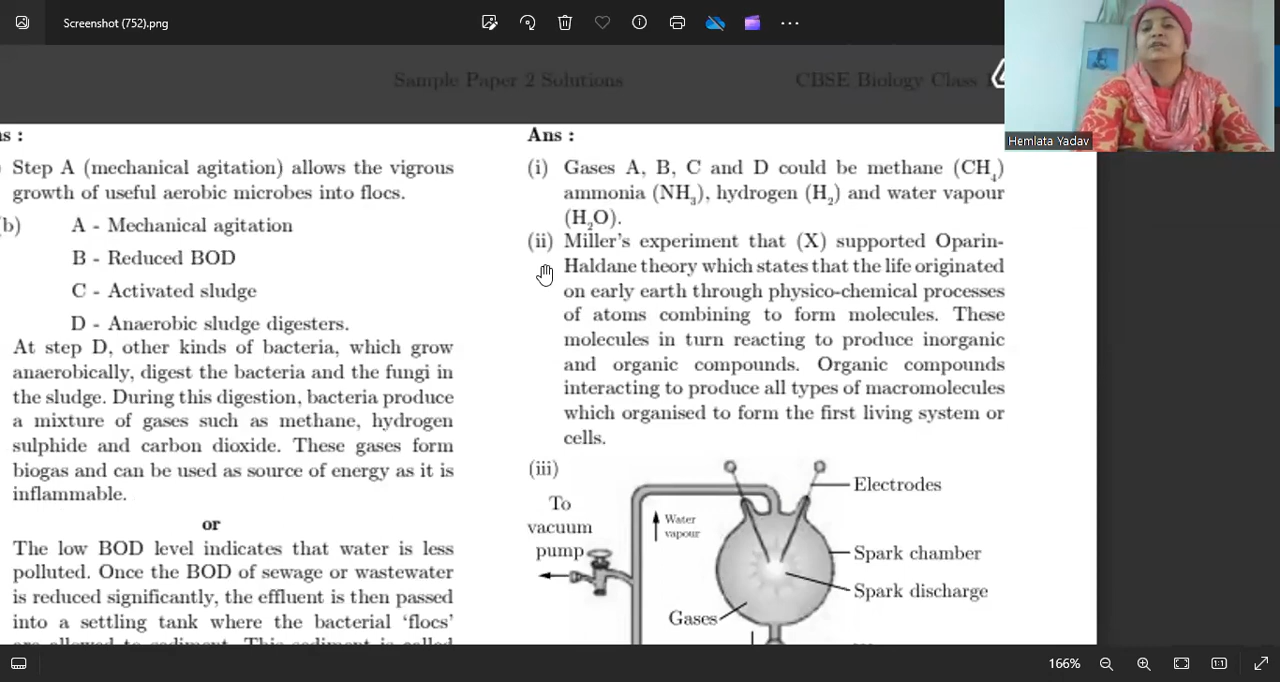 Screenshot (752).png
Sample Paper 2 Solutions
CBSE Biology Class
Hemlata Yadav
Step A (mechanical agitation) allows the vigrous
growth of useful aerobic microbes into flocs.
(b) A - Mechanical agitation
B - Reduced BOD
C - Activated sludge
D - Anaerobic sludge digesters.
At step D, other kinds of bacteria, which grow
anaerobically, digest the bacteria and the fungi in
the sludge. During this digestion, bacteria produce
a mixture of gases such as methane, hydrogen
sulphide and carbon dioxide. These gases form
biogas and can be used as source of energy as it is
inflammable.
or
The low BOD level indicates that water is less
polluted. Once the BOD of sewage or wastewater
is reduced significantly, the effluent is then passed
into a settling tank where the bacterial ‘flocs’
are allowed to sediment. This sediment is called
Ans :
(i) Gases A, B, C and D could be methane (CH₄)
ammonia (NH₃), hydrogen (H₂) and water vapour
(H₂O).
(ii) Miller's experiment that (X) supported Oparin-
Haldane theory which states that the life originated
on early earth through physico-chemical processes
of atoms combining to form molecules. These
molecules in turn reacting to produce inorganic
and organic compounds. Organic compounds
interacting to produce all types of macromolecules
which organised to form the first living system or
cells.
(iii)
To
vacuum
pump
Water
vapour
Electrodes
Spark chamber
Spark discharge
Gases
166%